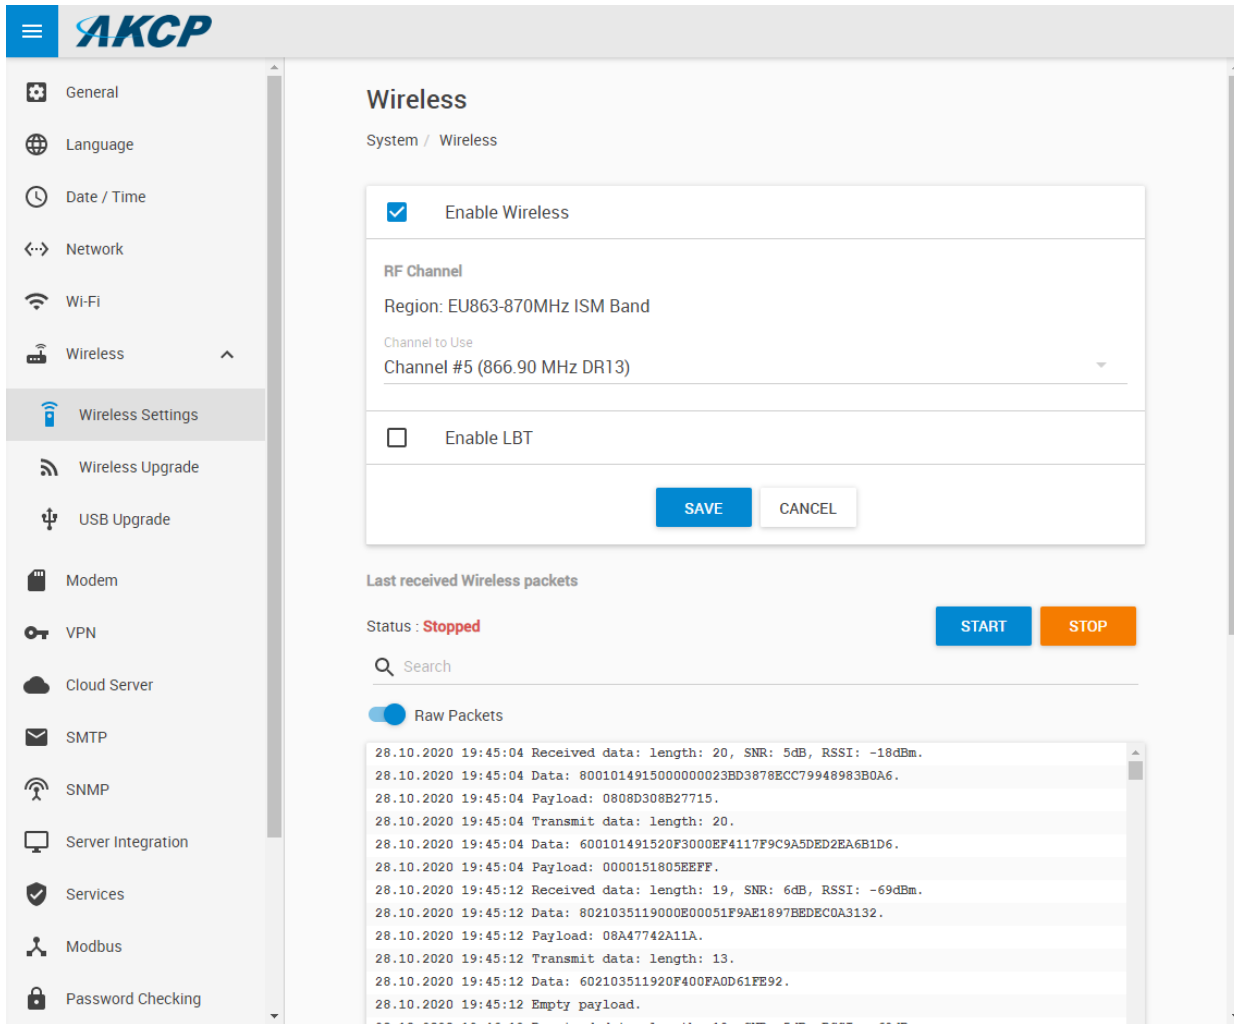 AKCP
General
Language
Date / Time
Network
Wi-Fi
Wireless
Wireless Settings
Wireless Upgrade
USB Upgrade
Modem
VPN
Cloud Server
SMTP
SNMP
Server Integration
Services
Modbus
Password Checking
Wireless
System / Wireless
Enable Wireless
RF Channel
Region: EU863-870MHz ISM Band
Channel to Use
Channel #5 (866.90 MHz DR13)
Enable LBT
SAVE CANCEL
Last received Wireless packets
Status : Stopped START STOP
Search
Raw Packets
28.10.2020 19:45:04 Received data: length: 20, SNR: 5dB, RSSI: -18dBm.
28.10.2020 19:45:04 Data: 8001014915000000023BD3878ECC79948983B0A6.
28.10.2020 19:45:04 Payload: 0808D308B27715.
28.10.2020 19:45:04 Transmit data: length: 20.
28.10.2020 19:45:04 Data: 600101491520F3000EF4117F9C9A5DED2EA6B1D6.
28.10.2020 19:45:04 Payload: 0000151805EEFF.
28.10.2020 19:45:12 Received data: length: 19, SNR: 6dB, RSSI: -69dBm.
28.10.2020 19:45:12 Data: 8021035119000E00051F9AE1897BEDEC0A3132.
28.10.2020 19:45:12 Payload: 08A47742A11A.
28.10.2020 19:45:12 Transmit data: length: 13.
28.10.2020 19:45:12 Data: 602103511920F400FA0D61FE92.
28.10.2020 19:45:12 Empty payload.